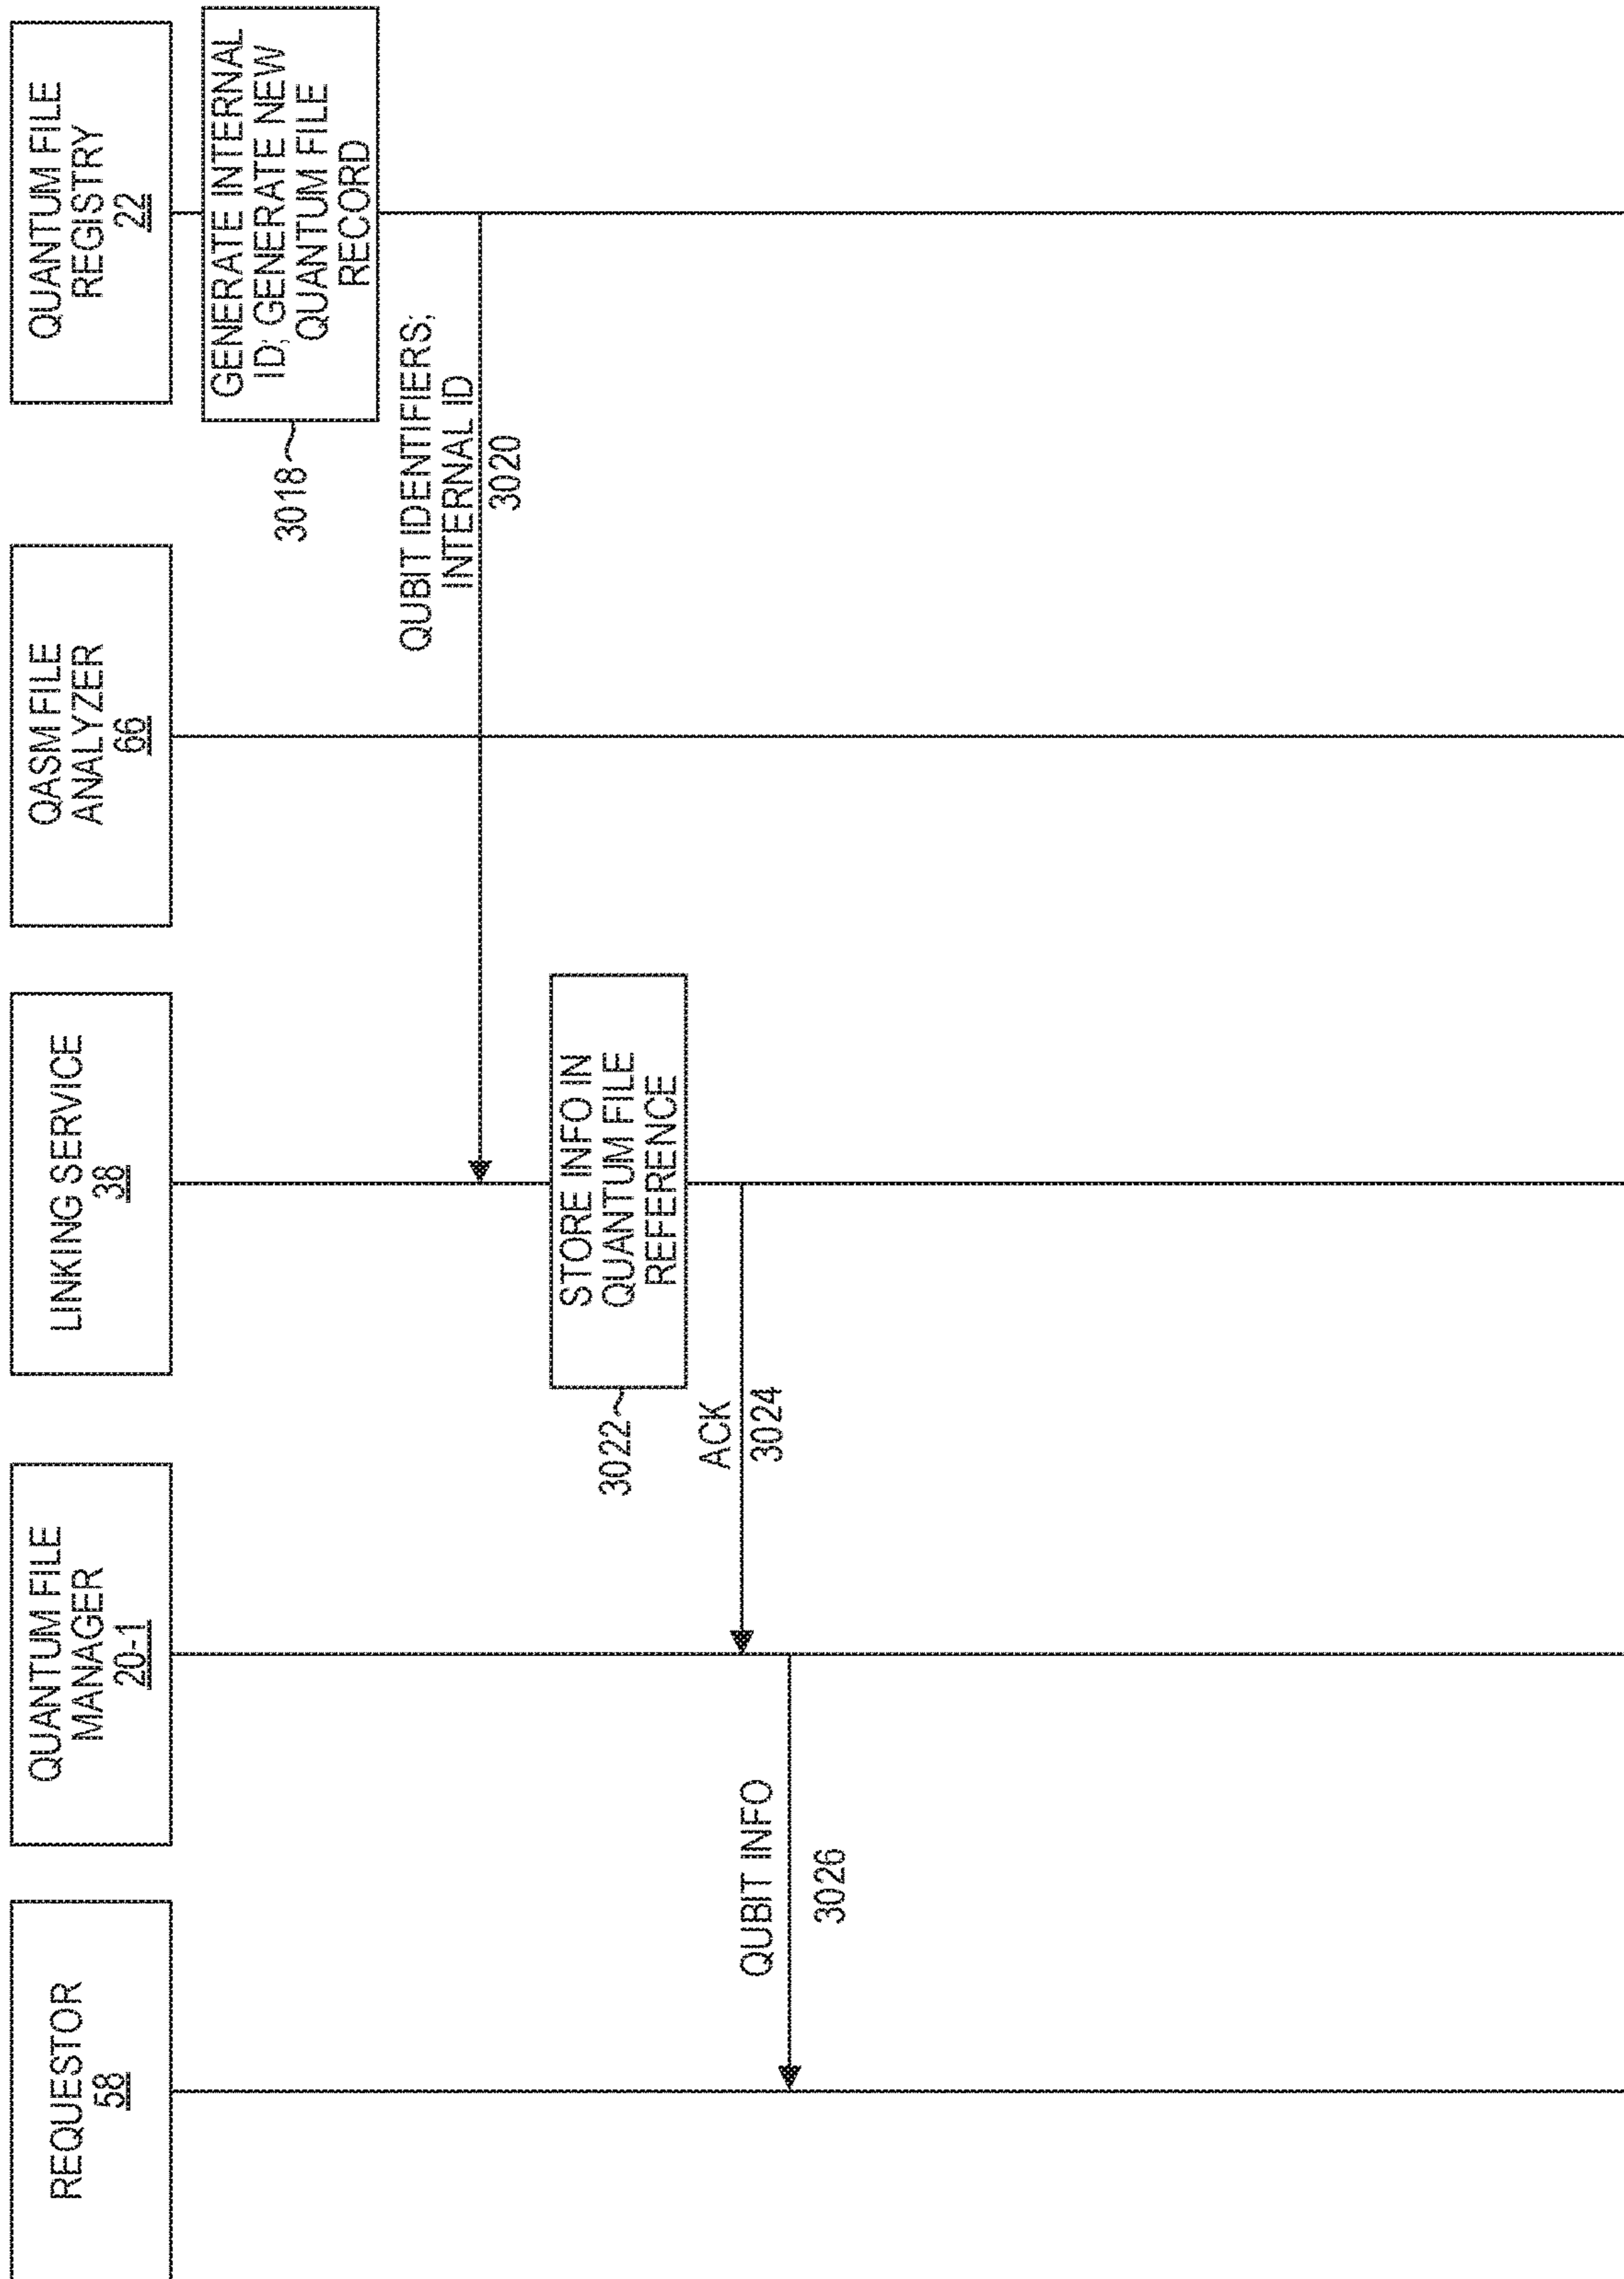 REQUESTOR
58
QUANTUM FILE
MANAGER
20-1
LINKING SERVICE
38
QASM FILE
ANALYZER
66
QUANTUM FILE
REGISTRY
22
GENERATE INTERNAL
ID; GENERATE NEW
QUANTUM FILE
RECORD
3018
QUBIT IDENTIFIERS;
INTERNAL ID
3020
STORE INFO IN
QUANTUM FILE
REFERENCE
3022
ACK
3024
QUBIT INFO
3026